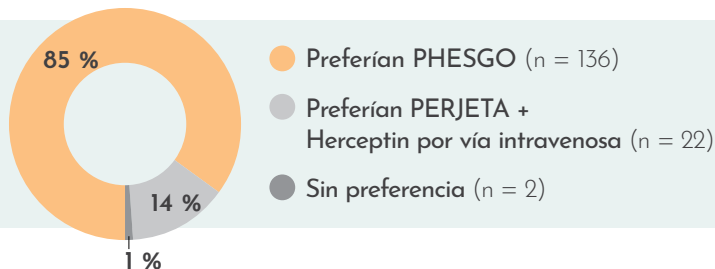 85 %
14 %
1 %
Preferían PHESGO (n = 136)
Preferían PERJETA +
Herceptin por vía intravenosa (n = 22)
Sin preferencia (n = 2)